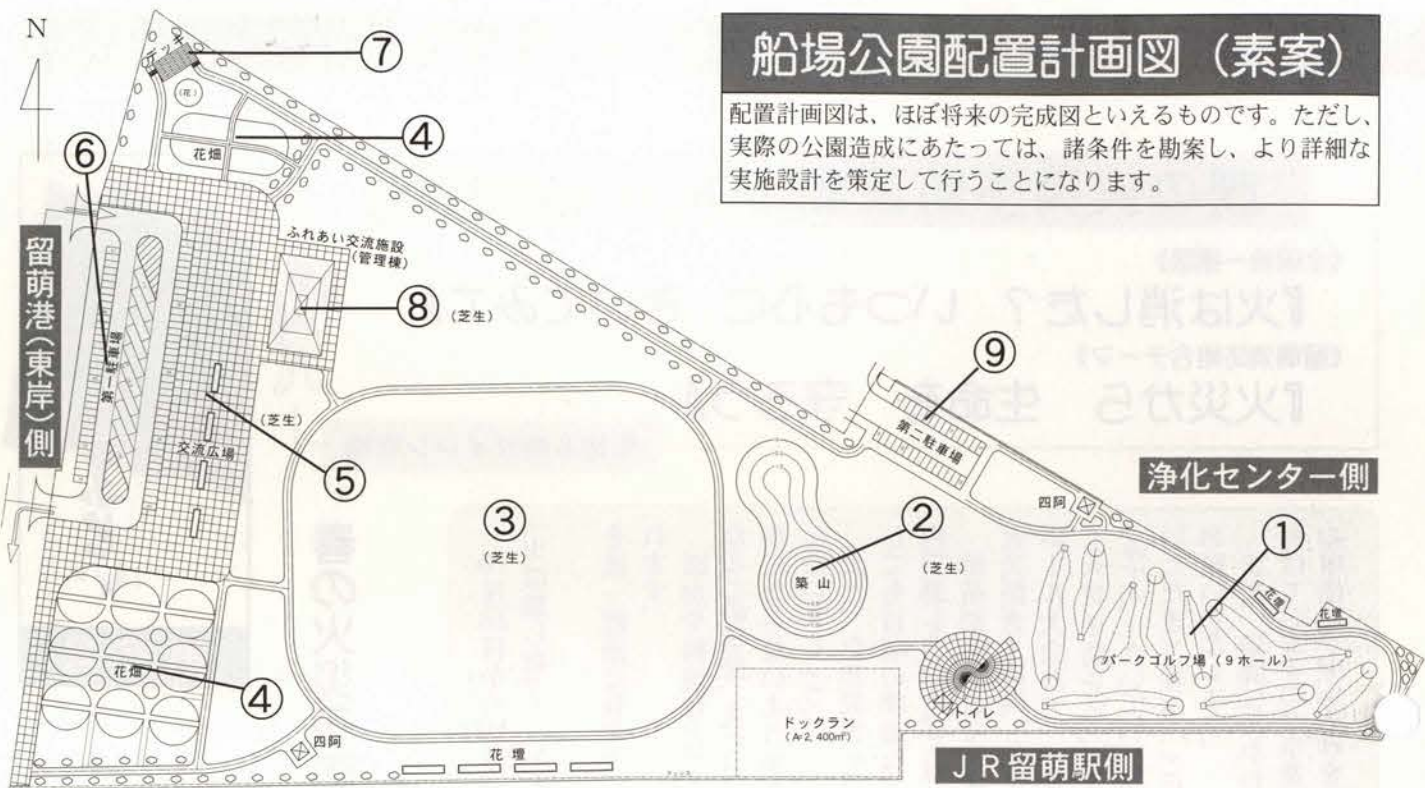 N
船場公園配置計画図（素案）
配置計画図は、ほぼ将来の完成図といえるものです。ただし、
実際の公園造成にあたっては、諸条件を勘案し、より詳細な
実施設計を策定して行うことになります。
⑦
(花)
④
花畑
⑥
留萌港(東岸)側
ふれあい交流施設
(管理棟)
⑧
(芝生)
第一駐車場
⑨
第二駐車場
(芝生)
交流広場
⑤
浄化センター側
四阿
③
(芝生)
②
築山
(芝生)
①
花壇
花壇
パークゴルフ場（9ホール）
花畑
④
トイレ
ドックラン
(A=2,400㎡)
四阿
花壇
JR留萌駅側